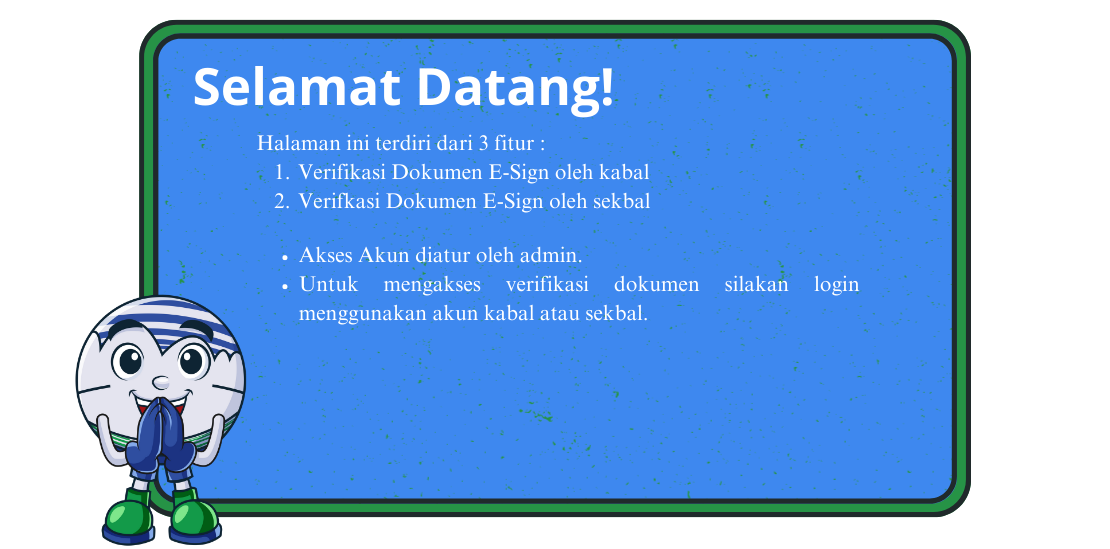 Selamat Datang!
Halaman ini terdiri dari 3 fitur :
1. Verifikasi Dokumen E-Sign oleh kabal
2. Verifkasi Dokumen E-Sign oleh sekbal
• Akses Akun diatur oleh admin.
• Untuk mengakses verifikasi dokumen silakan login
menggunakan akun kabal atau sekbal.